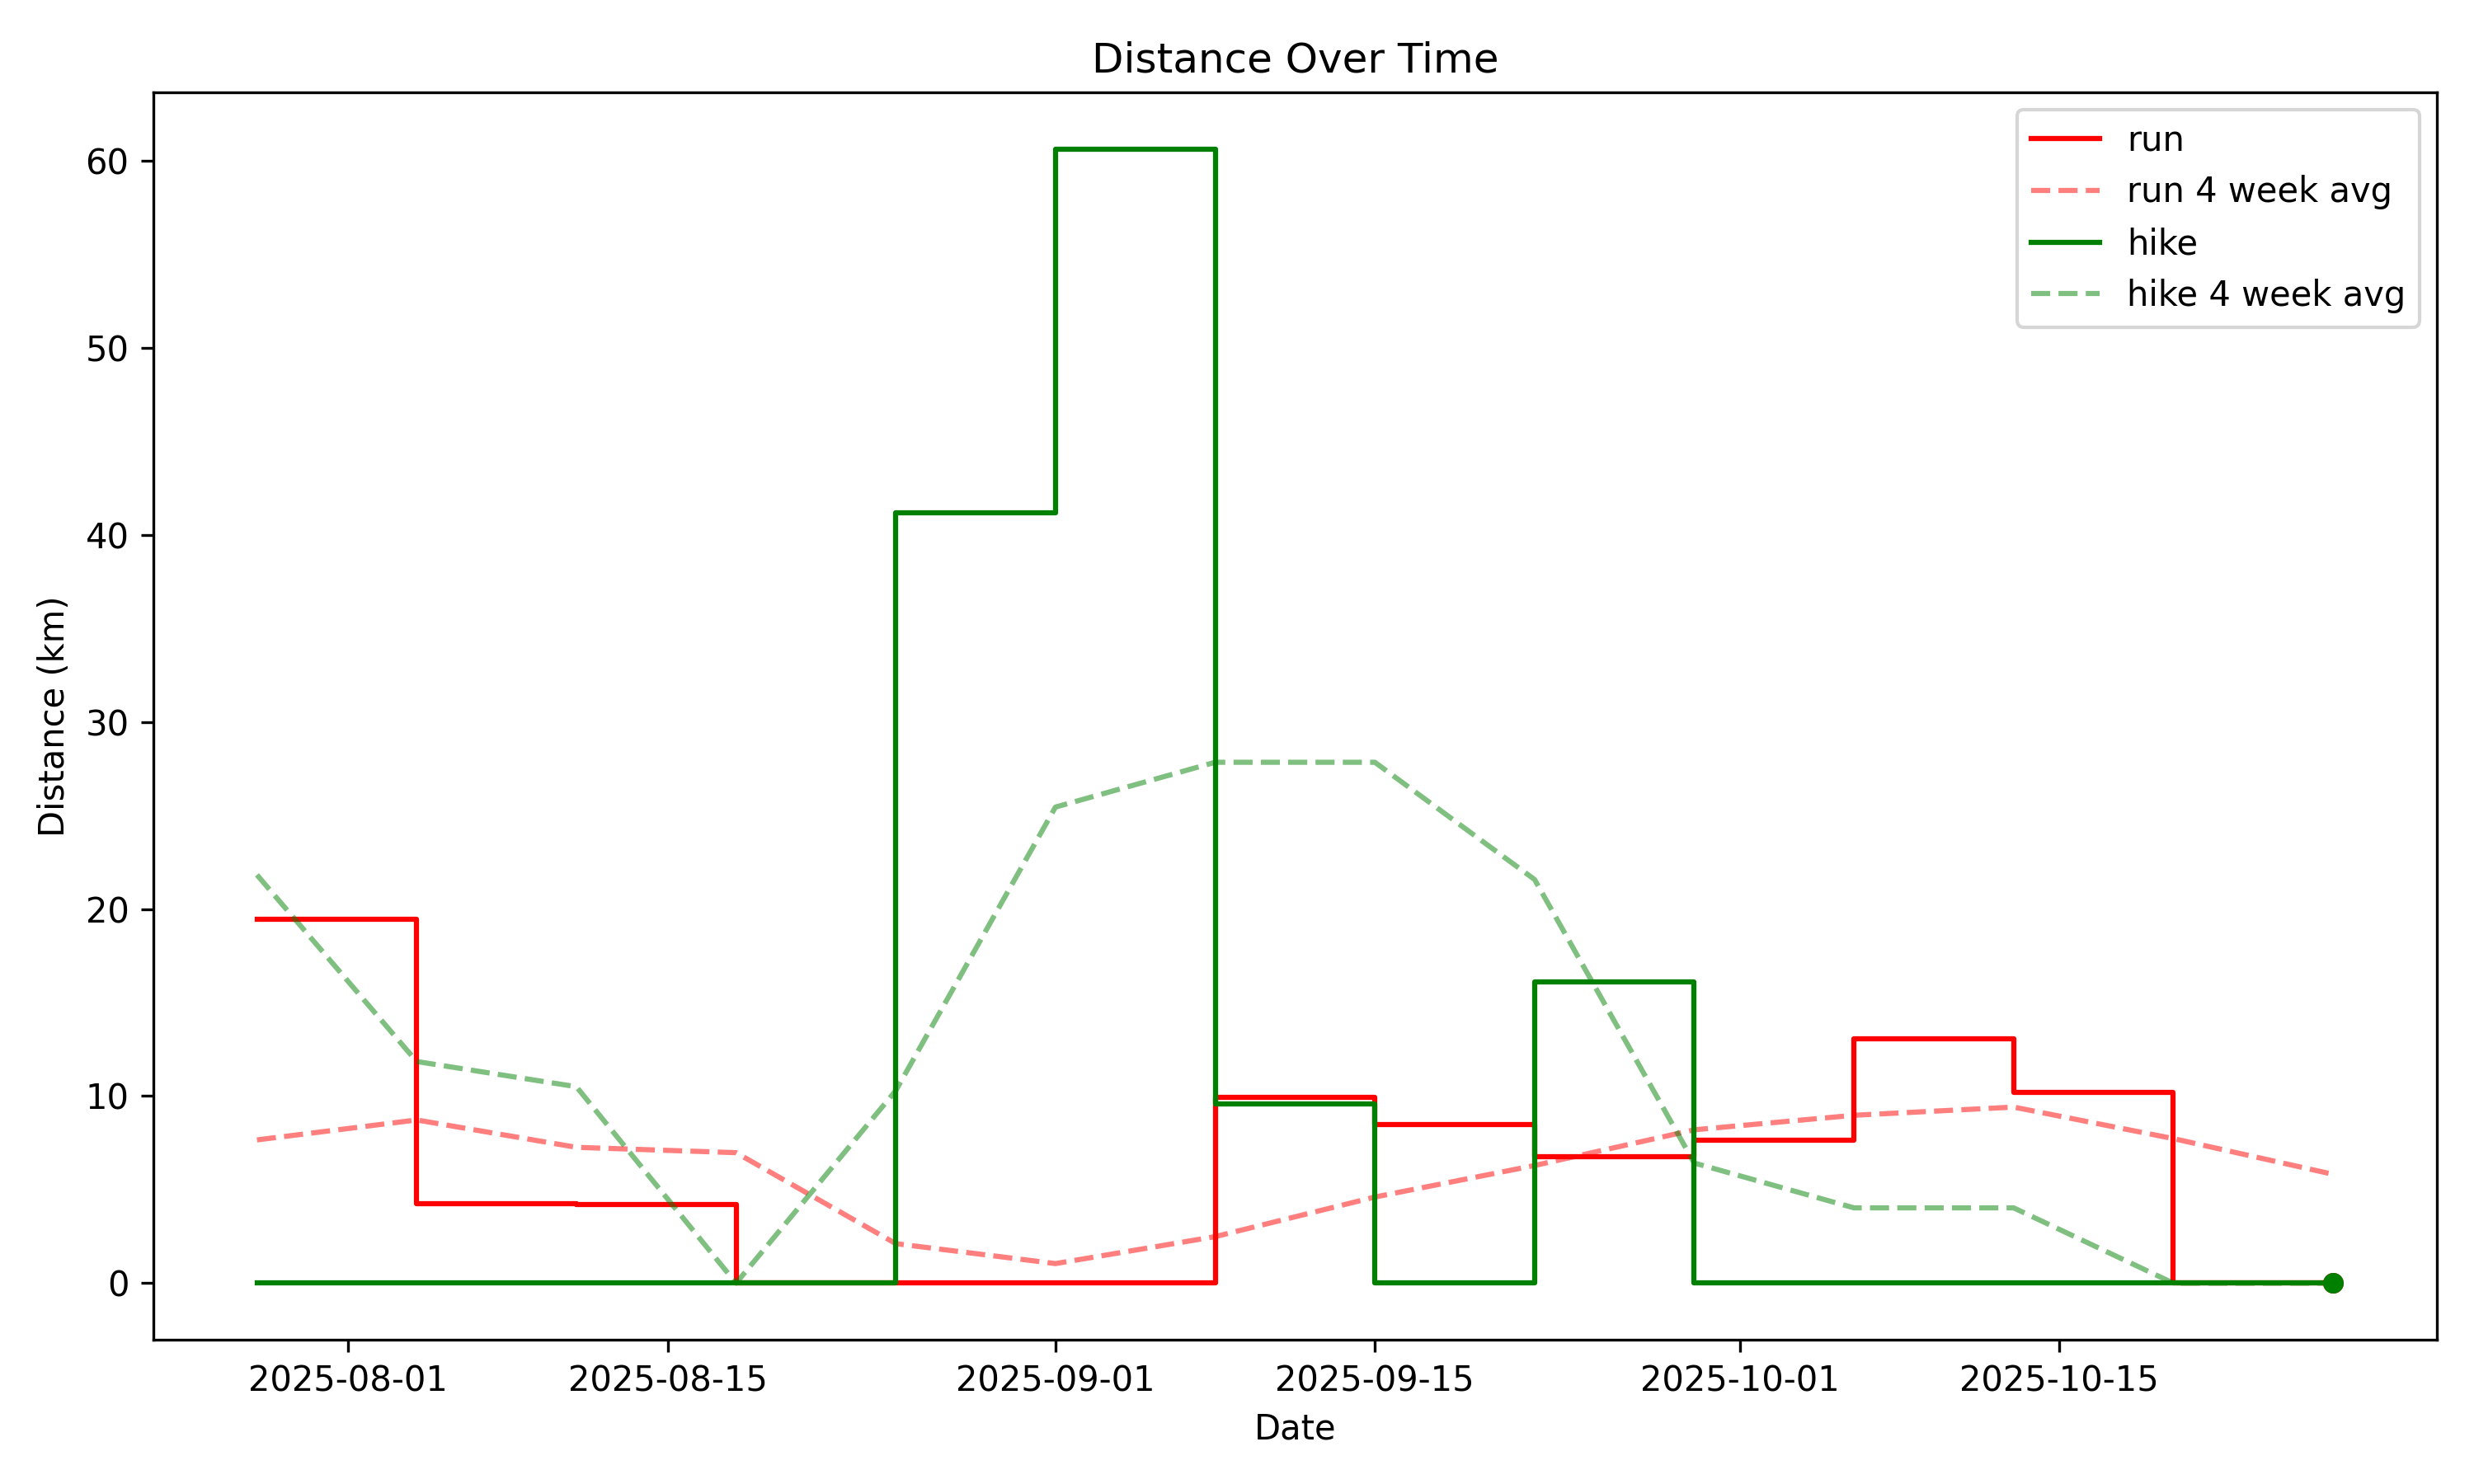 Distance Over Time
run
run 4 week avg
hike
hike 4 week avg
60
50
40
30
20
10
0
Distance (km)
2025-08-01 2025-08-15 2025-09-01 2025-09-15 2025-10-01 2025-10-15
Date